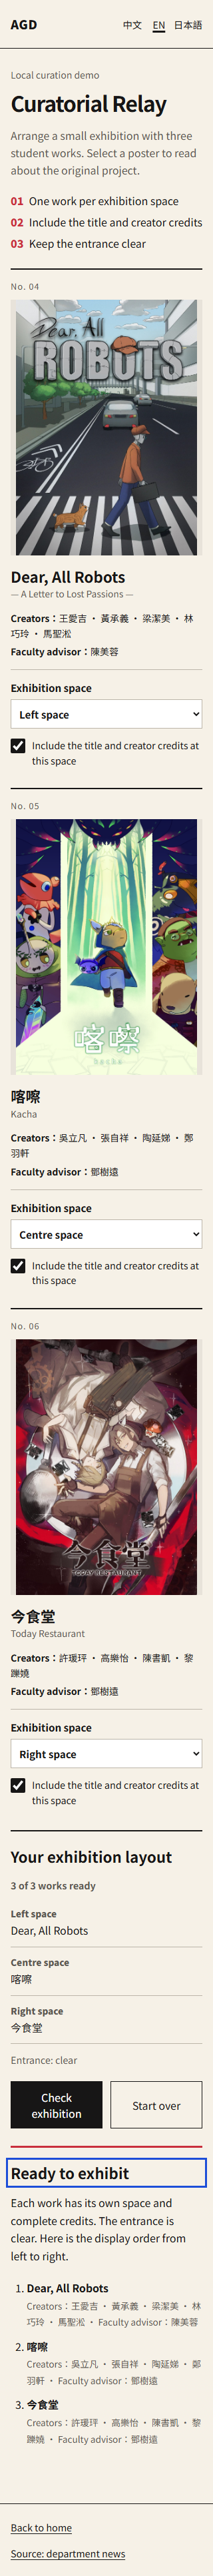 AGD
中文 EN 日本語
Local curation demo
Curatorial Relay
Arrange a small exhibition with three
student works. Select a poster to read
about the original project.
01 One work per exhibition space
02 Include the title and creator credits
03 Keep the entrance clear
No. 04
Dear, All
ROBOTS
Dear, All Robots
— A Letter to Lost Passions —
Creators：王愛吉 ・ 黃承義 ・ 梁潔美 ・ 林
巧玲 ・ 馬聖淞
Faculty advisor：陳美蓉
Exhibition space
Left space
Include the title and creator credits at
this space
No. 05
喀嚓
Kacha
喀嚓
Kacha
Creators：吳立凡 ・ 張自祥 ・ 陶延娣 ・ 鄭
羽軒
Faculty advisor：鄧樹遠
Exhibition space
Centre space
Include the title and creator credits at
this space
No. 06
今食堂
TODAY RESTAURANT
今食堂
Today Restaurant
Creators：許瑷玶 ・ 高樂怡 ・ 陳書凱 ・ 黎
躒嬈
Faculty advisor：鄧樹遠
Exhibition space
Right space
Include the title and creator credits at
this space
Your exhibition layout
3 of 3 works ready
Left space
Dear, All Robots
Centre space
喀嚓
Right space
今食堂
Entrance: clear
Check
exhibition
Start over
Ready to exhibit
Each work has its own space and
complete credits. The entrance is
clear. Here is the display order from
left to right.
1. Dear, All Robots
Creators：王愛吉 ・ 黃承義 ・ 梁潔美 ・ 林
巧玲 ・ 馬聖淞 ・ Faculty advisor：陳美蓉
2. 喀嚓
Creators：吳立凡 ・ 張自祥 ・ 陶延娣 ・ 鄭
羽軒 ・ Faculty advisor：鄧樹遠
3. 今食堂
Creators：許瑷玶 ・ 高樂怡 ・ 陳書凱 ・ 黎
躒嬈 ・ Faculty advisor：鄧樹遠
Back to home
Source: department news